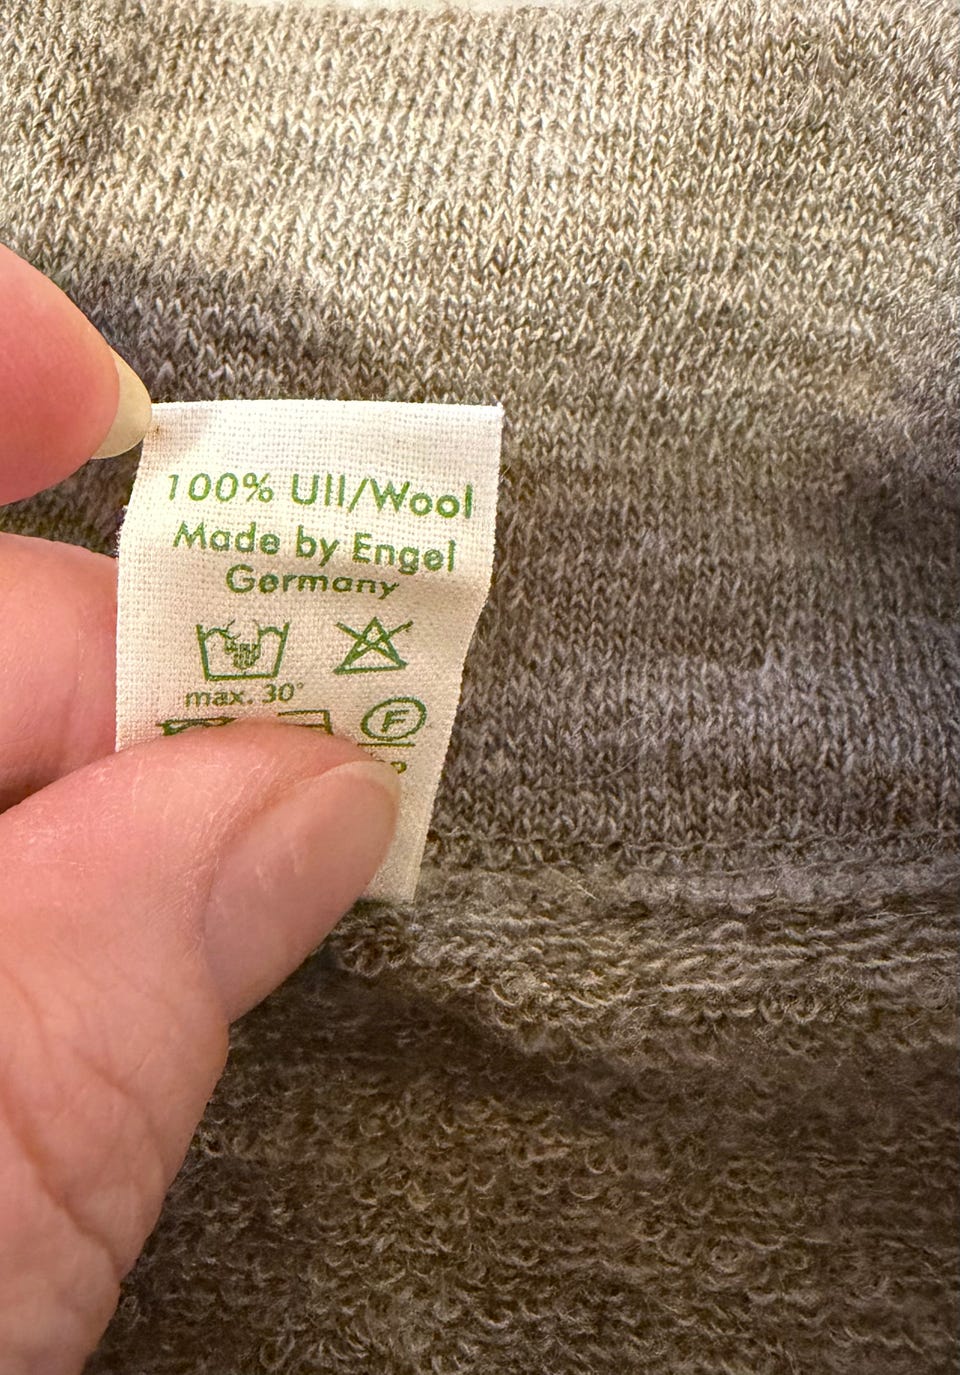 100% Ull/Wool
Made by Engel
Germany
max. 30°
F